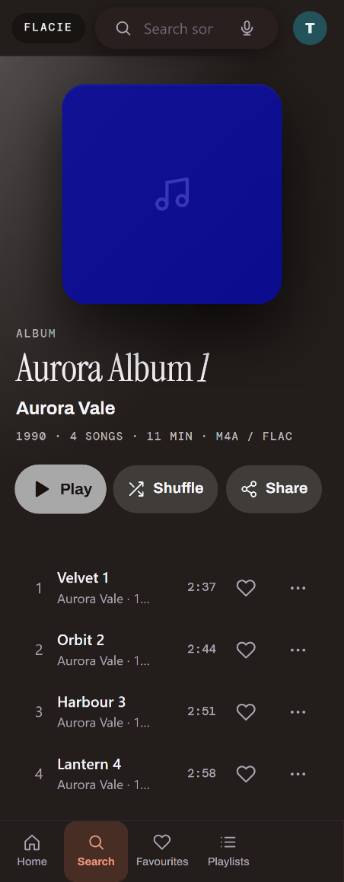 FLACIE
Search sor
T
ALBUM
Aurora Album 1
Aurora Vale
1990 · 4 SONGS · 11 MIN · M4A / FLAC
Play
Shuffle
Share
1 Velvet 1 2:37
Aurora Vale · 1...
2 Orbit 2 2:44
Aurora Vale · 1...
3 Harbour 3 2:51
Aurora Vale · 1...
4 Lantern 4 2:58
Aurora Vale · 1...
Home
Search
Favourites
Playlists